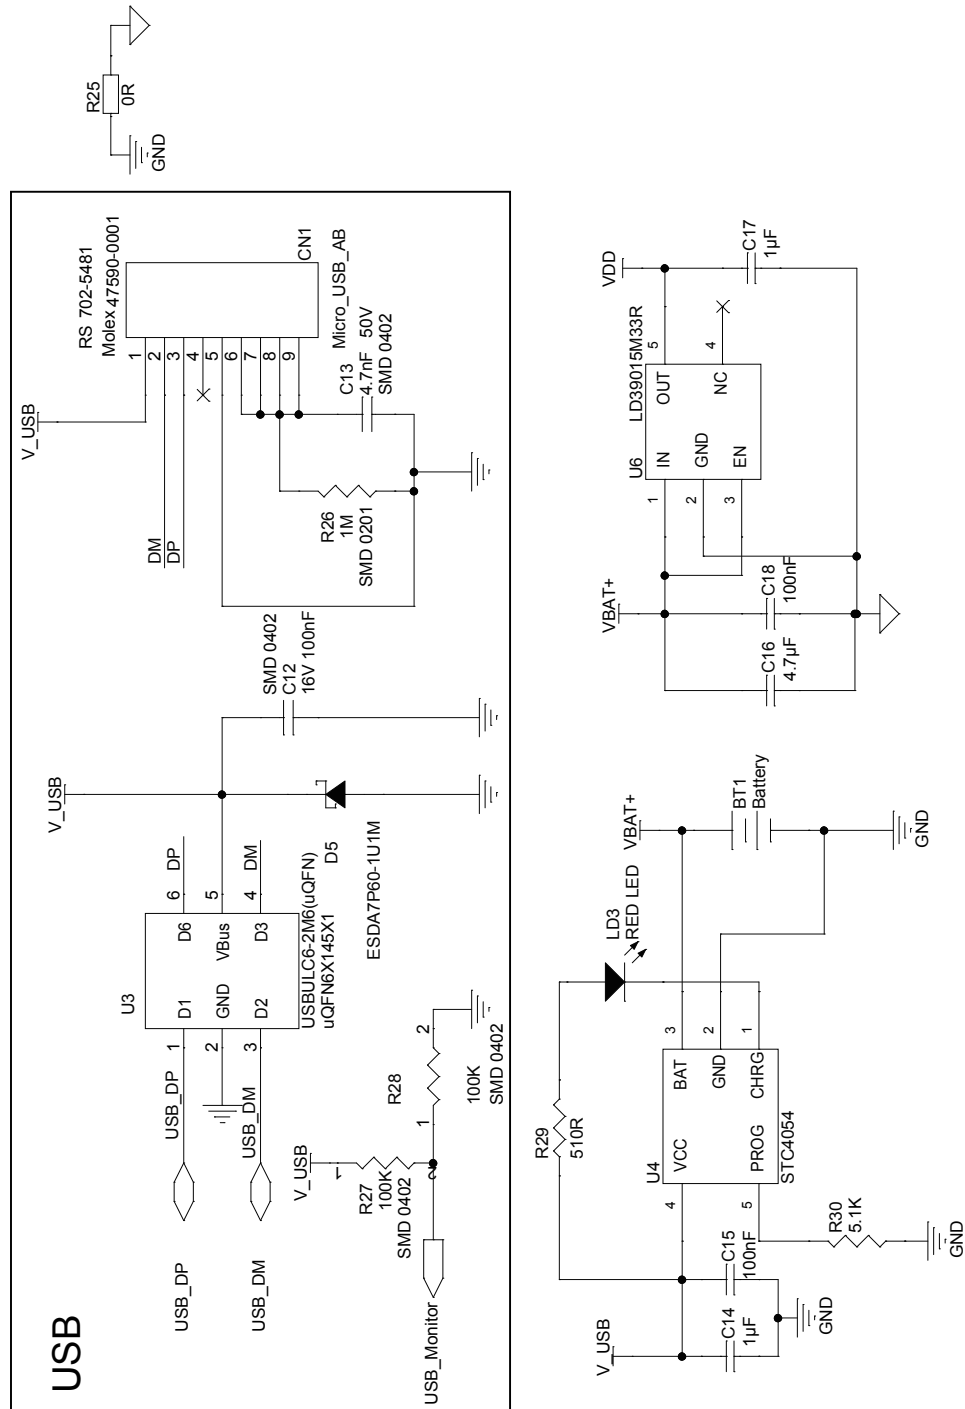 USB
USB_DP
USB_DM
USB_DP
USB_DM
1
2
3
U3
D1
GND
D2
D6
VBus
D3
6
5
4
DP
DM
USBULC6-2M6(uQFN)
uQFN6X145X1
V_USB
D5
ESDA7P60-1U1M
SMD 0402
C12
16V 100nF
USB_Monitor
V_USB
1
R27
100K
SMD 0402
2
1
2
R28
100K
SMD 0402
V_USB
DM
DP
RS 702-5481
Molex 47590-0001
1
2
3
4
5
6
7
8
9
CN1
Micro_USB_AB
C13
4.7nF 50V
SMD 0402
R26
1M
SMD 0201
R25
0R
GND
V_USB
C14
1µF
C15
100nF
GND
R29
510R
U4
VCC
PROG
BAT
GND
CHRG
STC4054
4
5
3
2
1
R30
5.1K
GND
LD3
RED LED
VBAT+
BT1
Battery
GND
VBAT+
C16
4.7µF
C18
100nF
U6
LD39015M33R
IN
GND
EN
OUT
NC
1
2
3
5
4
VDD
C17
1µF